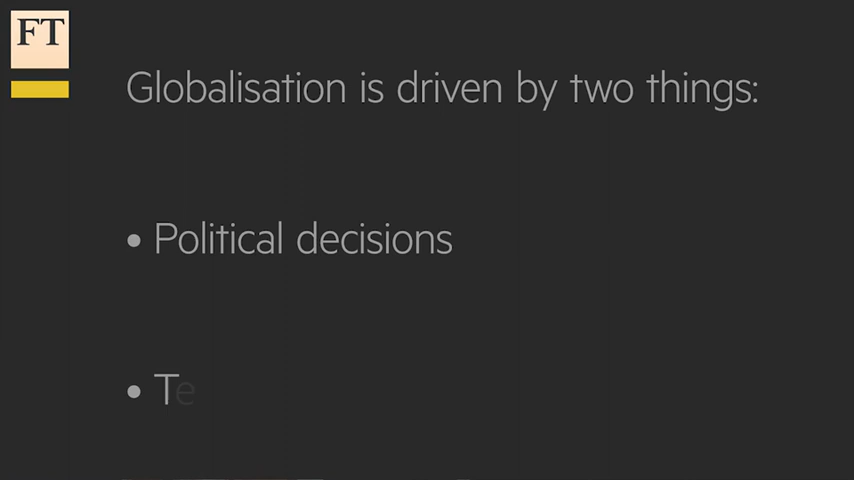 FT
Globalisation is driven by two things:
• Political decisions
• Te